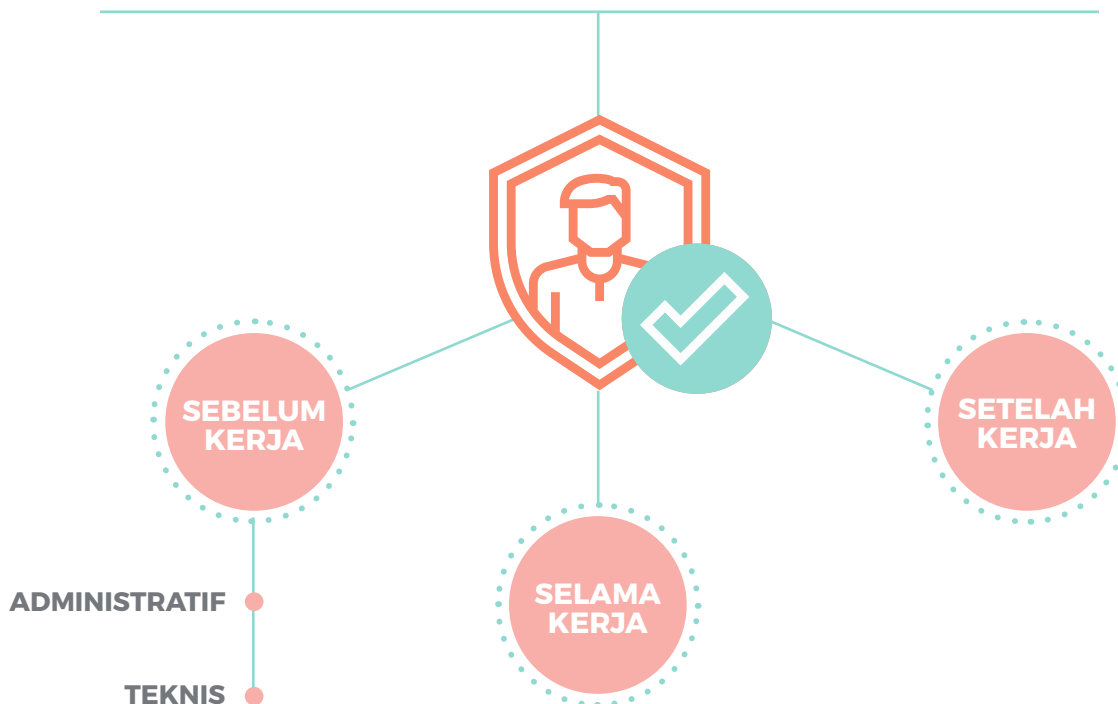 SEBELUM
KERJA
SETELAH
KERJA
SELAMA
KERJA
ADMINISTRATIF
TEKNIS